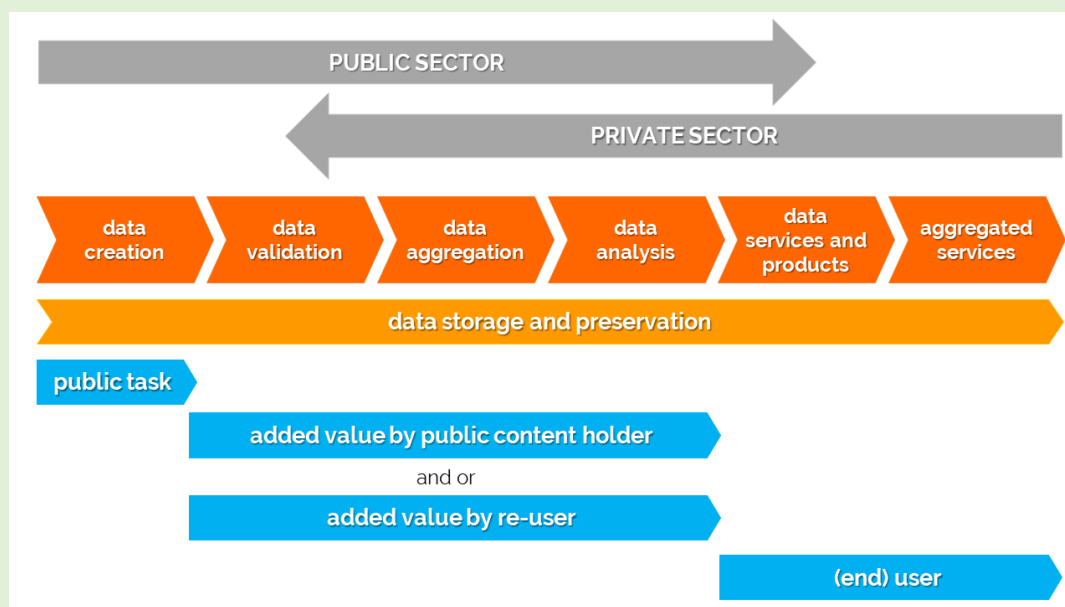 PUBLIC SECTOR
PRIVATE SECTOR
data
creation
data
validation
data
aggregation
data
analysis
data
services and
products
aggregated
services
data storage and preservation
public task
added value by public content holder
and or
added value by re-user
(end) user